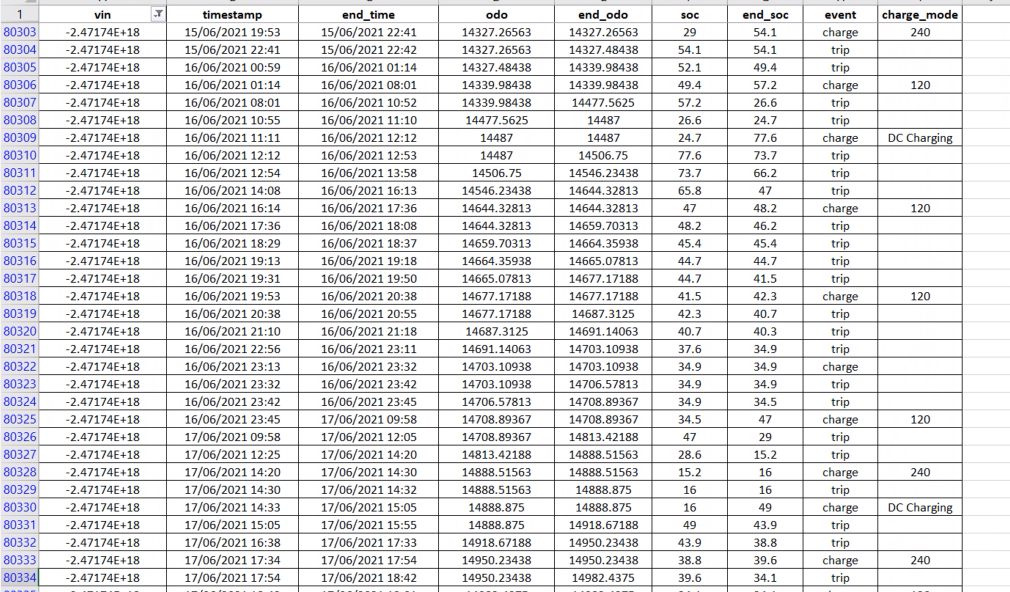 1 vin timestamp end_time odo end_odo soc end_soc event charge_mode
80303 -2.47174E+18 15/06/2021 19:53 15/06/2021 22:41 14327.26563 14327.26563 29 54.1 charge 240
80304 -2.47174E+18 15/06/2021 22:41 15/06/2021 22:42 14327.26563 14327.48438 54.1 54.1 trip
80305 -2.47174E+18 16/06/2021 00:59 16/06/2021 01:14 14327.48438 14339.98438 52.1 49.4 trip
80306 -2.47174E+18 16/06/2021 01:14 16/06/2021 08:01 14339.98438 14339.98438 49.4 57.2 charge 120
80307 -2.47174E+18 16/06/2021 08:01 16/06/2021 10:52 14339.98438 14477.5625 57.2 26.6 trip
80308 -2.47174E+18 16/06/2021 10:55 16/06/2021 11:10 14477.5625 14487 26.6 24.7 trip
80309 -2.47174E+18 16/06/2021 11:11 16/06/2021 12:12 14487 14487 24.7 77.6 charge DC Charging
80310 -2.47174E+18 16/06/2021 12:12 16/06/2021 12:53 14487 14506.75 77.6 73.7 trip
80311 -2.47174E+18 16/06/2021 12:54 16/06/2021 13:58 14506.75 14546.23438 73.7 66.2 trip
80312 -2.47174E+18 16/06/2021 14:08 16/06/2021 16:13 14546.23438 14644.32813 65.8 47 trip
80313 -2.47174E+18 16/06/2021 16:14 16/06/2021 17:36 14644.32813 14644.32813 47 48.2 charge 120
80314 -2.47174E+18 16/06/2021 17:36 16/06/2021 18:08 14644.32813 14659.70313 48.2 46.2 trip
80315 -2.47174E+18 16/06/2021 18:29 16/06/2021 18:37 14659.70313 14664.35938 45.4 45.4 trip
80316 -2.47174E+18 16/06/2021 19:13 16/06/2021 19:18 14664.35938 14665.07813 44.7 44.7 trip
80317 -2.47174E+18 16/06/2021 19:31 16/06/2021 19:50 14665.07813 14677.17188 44.7 41.5 trip
80318 -2.47174E+18 16/06/2021 19:53 16/06/2021 20:38 14677.17188 14677.17188 41.5 42.3 charge 120
80319 -2.47174E+18 16/06/2021 20:38 16/06/2021 20:55 14677.17188 14687.3125 42.3 40.7 trip
80320 -2.47174E+18 16/06/2021 21:10 16/06/2021 21:18 14687.3125 14691.14063 40.7 40.3 trip
80321 -2.47174E+18 16/06/2021 22:56 16/06/2021 23:11 14691.14063 14703.10938 37.6 34.9 trip
80322 -2.47174E+18 16/06/2021 23:13 16/06/2021 23:32 14703.10938 14703.10938 34.9 34.9 charge
80323 -2.47174E+18 16/06/2021 23:32 16/06/2021 23:42 14703.10938 14706.57813 34.9 34.9 trip
80324 -2.47174E+18 16/06/2021 23:42 16/06/2021 23:45 14706.57813 14708.89367 34.9 34.5 trip
80325 -2.47174E+18 16/06/2021 23:45 17/06/2021 09:58 14708.89367 14708.89367 34.5 47 charge 120
80326 -2.47174E+18 17/06/2021 09:58 17/06/2021 12:05 14708.89367 14813.42188 47 29 trip
80327 -2.47174E+18 17/06/2021 12:25 17/06/2021 14:20 14813.42188 14888.51563 28.6 15.2 trip
80328 -2.47174E+18 17/06/2021 14:20 17/06/2021 14:30 14888.51563 14888.51563 15.2 16 charge 240
80329 -2.47174E+18 17/06/2021 14:30 17/06/2021 14:32 14888.51563 14888.875 16 16 trip
80330 -2.47174E+18 17/06/2021 14:33 17/06/2021 15:05 14888.875 14888.875 16 49 charge DC Charging
80331 -2.47174E+18 17/06/2021 15:05 17/06/2021 15:55 14888.875 14918.67188 49 43.9 trip
80332 -2.47174E+18 17/06/2021 16:38 17/06/2021 17:33 14918.67188 14950.23438 43.9 38.8 trip
80333 -2.47174E+18 17/06/2021 17:34 17/06/2021 17:54 14950.23438 14950.23438 38.8 39.6 charge 240
80334 -2.47174E+18 17/06/2021 17:54 17/06/2021 18:42 14950.23438 14982.4375 39.6 34.1 trip